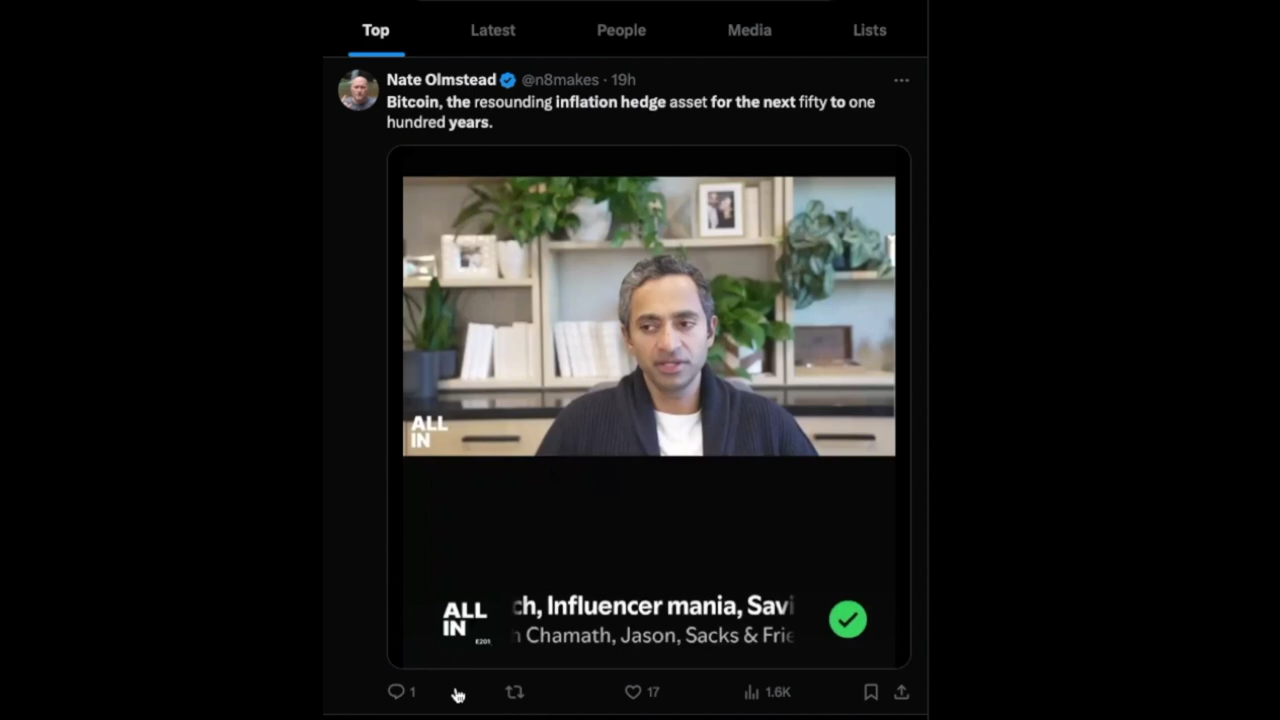 Top Latest People Media Lists
Nate Olmstead @n8makes · 19h
Bitcoin, the resounding inflation hedge asset for the next fifty to one
hundred years.
ALL
IN
ch, Influencer mania, Savi
ALL
IN
E201
h Chamath, Jason, Sacks & Frie
1 17 1.6K